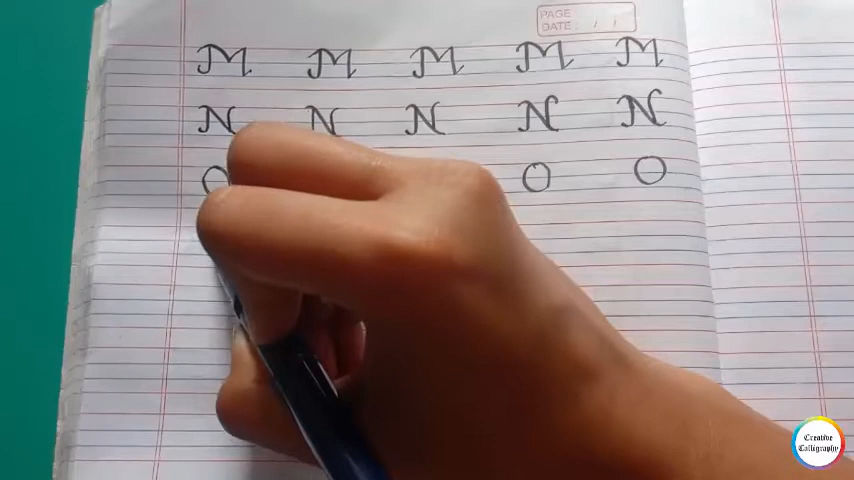 PAGE
DATE: / /
M M M M M
N N N N N
O O O
Creative
Calligraphy